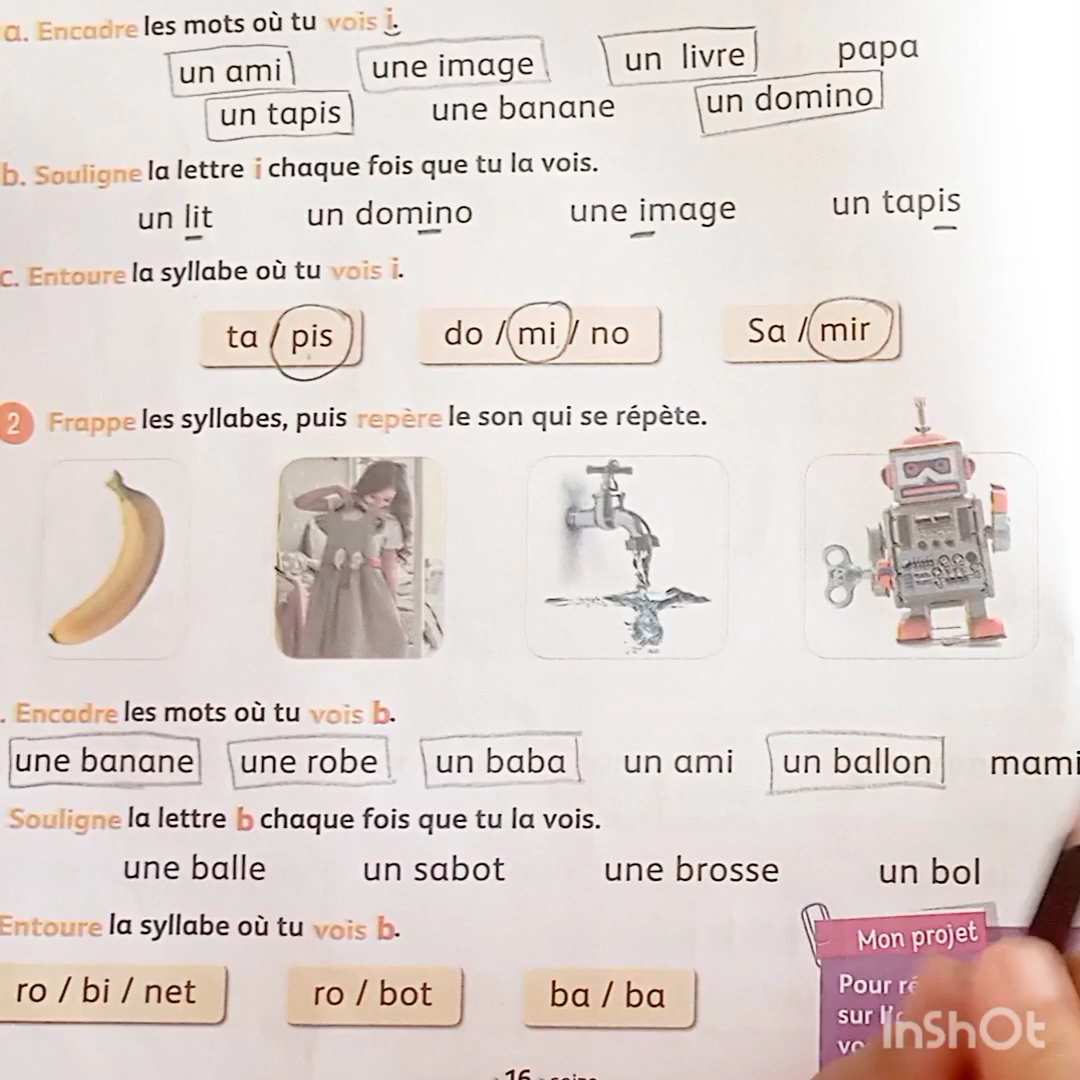 a. Encadre les mots où tu vois i.
un ami une image un livre papa
un tapis une banane un domino
b. Souligne la lettre i chaque fois que tu la vois.
un lit un domino une image un tapis
c. Entoure la syllabe où tu vois i.
ta / pis do / mi / no Sa / mir
2 Frappe les syllabes, puis repère le son qui se répète.
. Encadre les mots où tu vois b.
une banane une robe un baba un ami un ballon mami
Souligne la lettre b chaque fois que tu la vois.
une balle un sabot une brosse un bol
Entoure la syllabe où tu vois b.
ro / bi / net ro / bot ba / ba
Mon projet
Pour
sur
InShOt
16